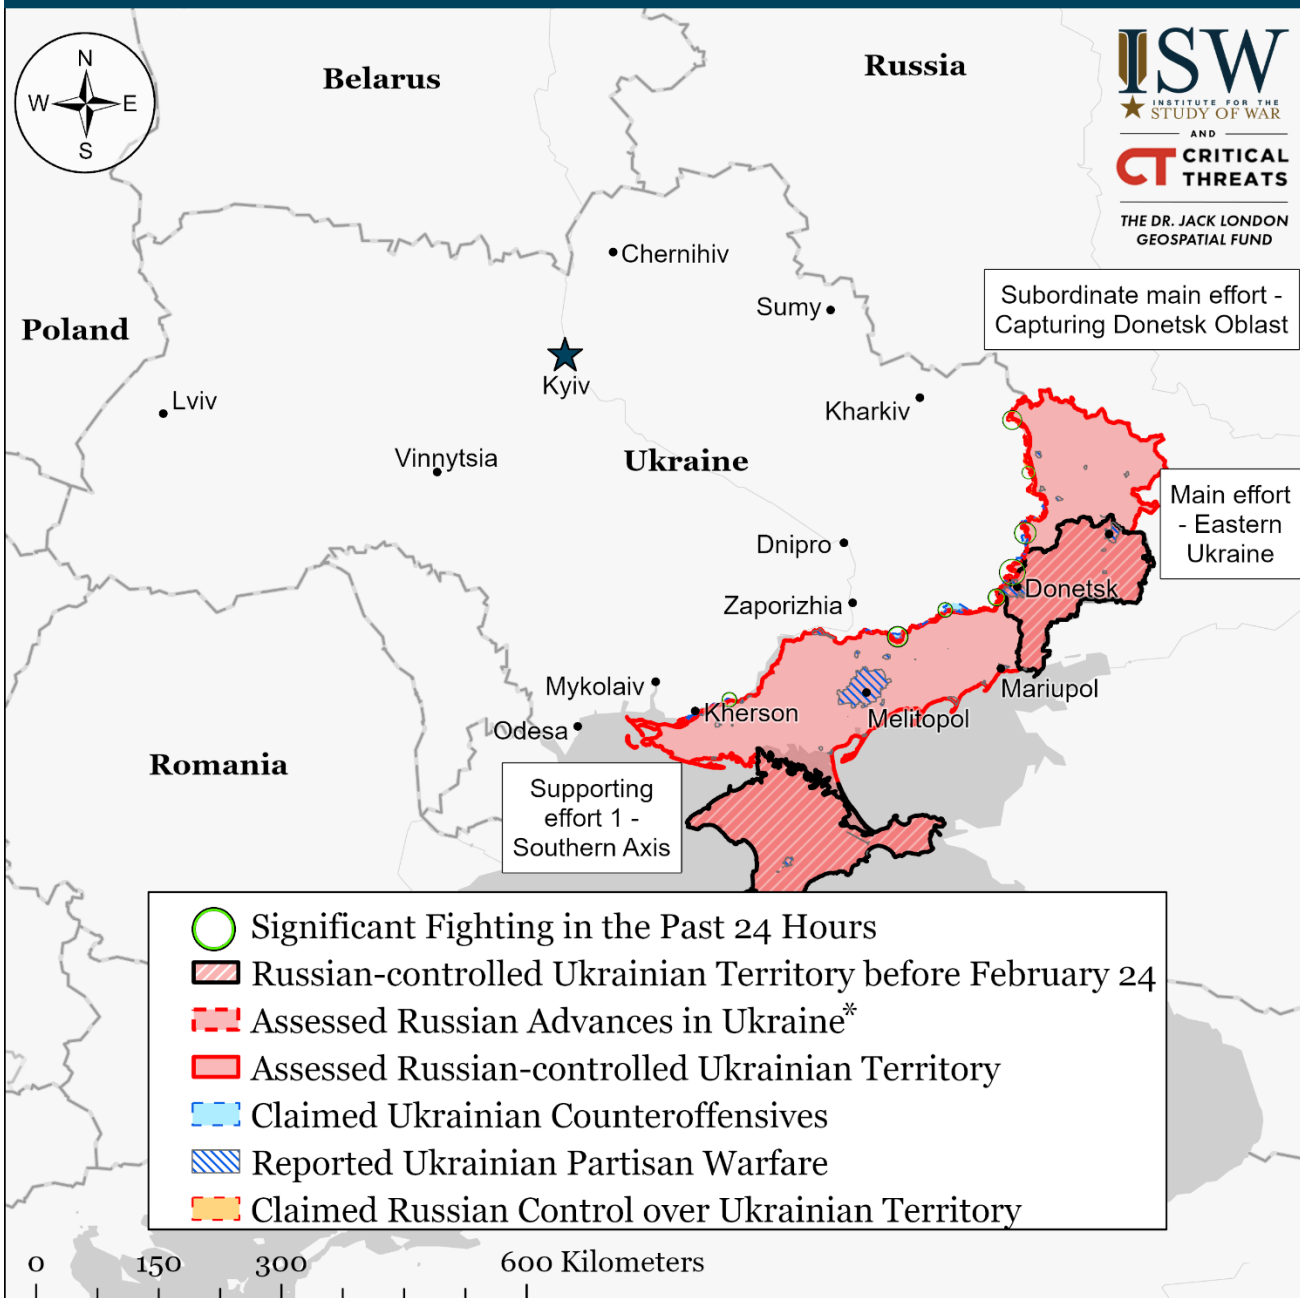 N
W
E
S
Belarus
Russia
ISW
INSTITUTE FOR THE
STUDY OF WAR
AND
CT CRITICAL
THREATS
THE DR. JACK LONDON
GEOSPATIAL FUND
Chernihiv
Subordinate main effort -
Capturing Donetsk Oblast
Sumy
Poland
Kyiv
Lviv
Kharkiv
Vinnytsia
Ukraine
Main effort
- Eastern
Ukraine
Dnipro
Donetsk
Zaporizhia
Mykolaiv
Mariupol
Kherson
Melitopol
Odesa
Romania
Supporting
effort 1 -
Southern Axis
Significant Fighting in the Past 24 Hours
Russian-controlled Ukrainian Territory before February 24
Assessed Russian Advances in Ukraine*
Assessed Russian-controlled Ukrainian Territory
Claimed Ukrainian Counteroffensives
Reported Ukrainian Partisan Warfare
Claimed Russian Control over Ukrainian Territory
0 150 300 600 Kilometers